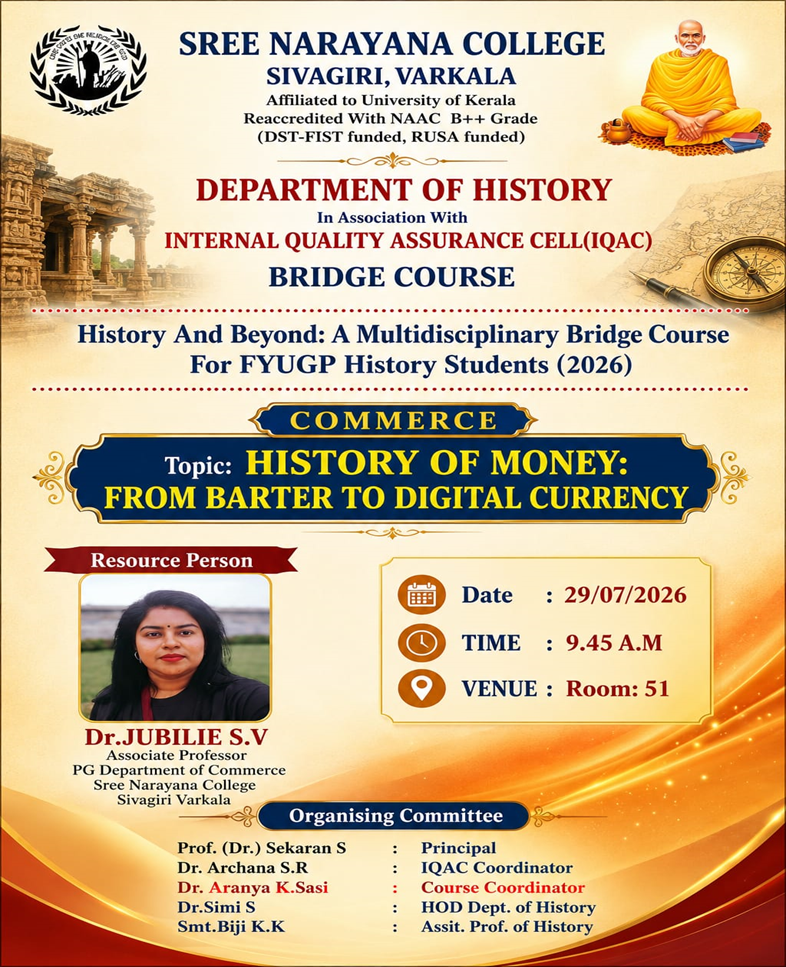 SREE NARAYANA COLLEGE
SIVAGIRI, VARKALA
Affiliated to University of Kerala
Reaccredited With NAAC B++ Grade
(DST-FIST funded, RUSA funded)
DEPARTMENT OF HISTORY
In Association With
INTERNAL QUALITY ASSURANCE CELL(IQAC)
BRIDGE COURSE
History And Beyond: A Multidisciplinary Bridge Course
For FYUGP History Students (2026)
COMMERCE
Topic: HISTORY OF MONEY:
FROM BARTER TO DIGITAL CURRENCY
Resource Person
Dr.JUBILIE S.V
Associate Professor
PG Department of Commerce
Sree Narayana College
Sivagiri Varkala
Date : 29/07/2026
TIME : 9.45 A.M
VENUE : Room: 51
Organising Committee
Prof. (Dr.) Sekaran S : Principal
Dr. Archana S.R : IQAC Coordinator
Dr. Aranya K.Sasi : Course Coordinator
Dr.Simi S : HOD Dept. of History
Smt.Biji K.K : Assit. Prof. of History